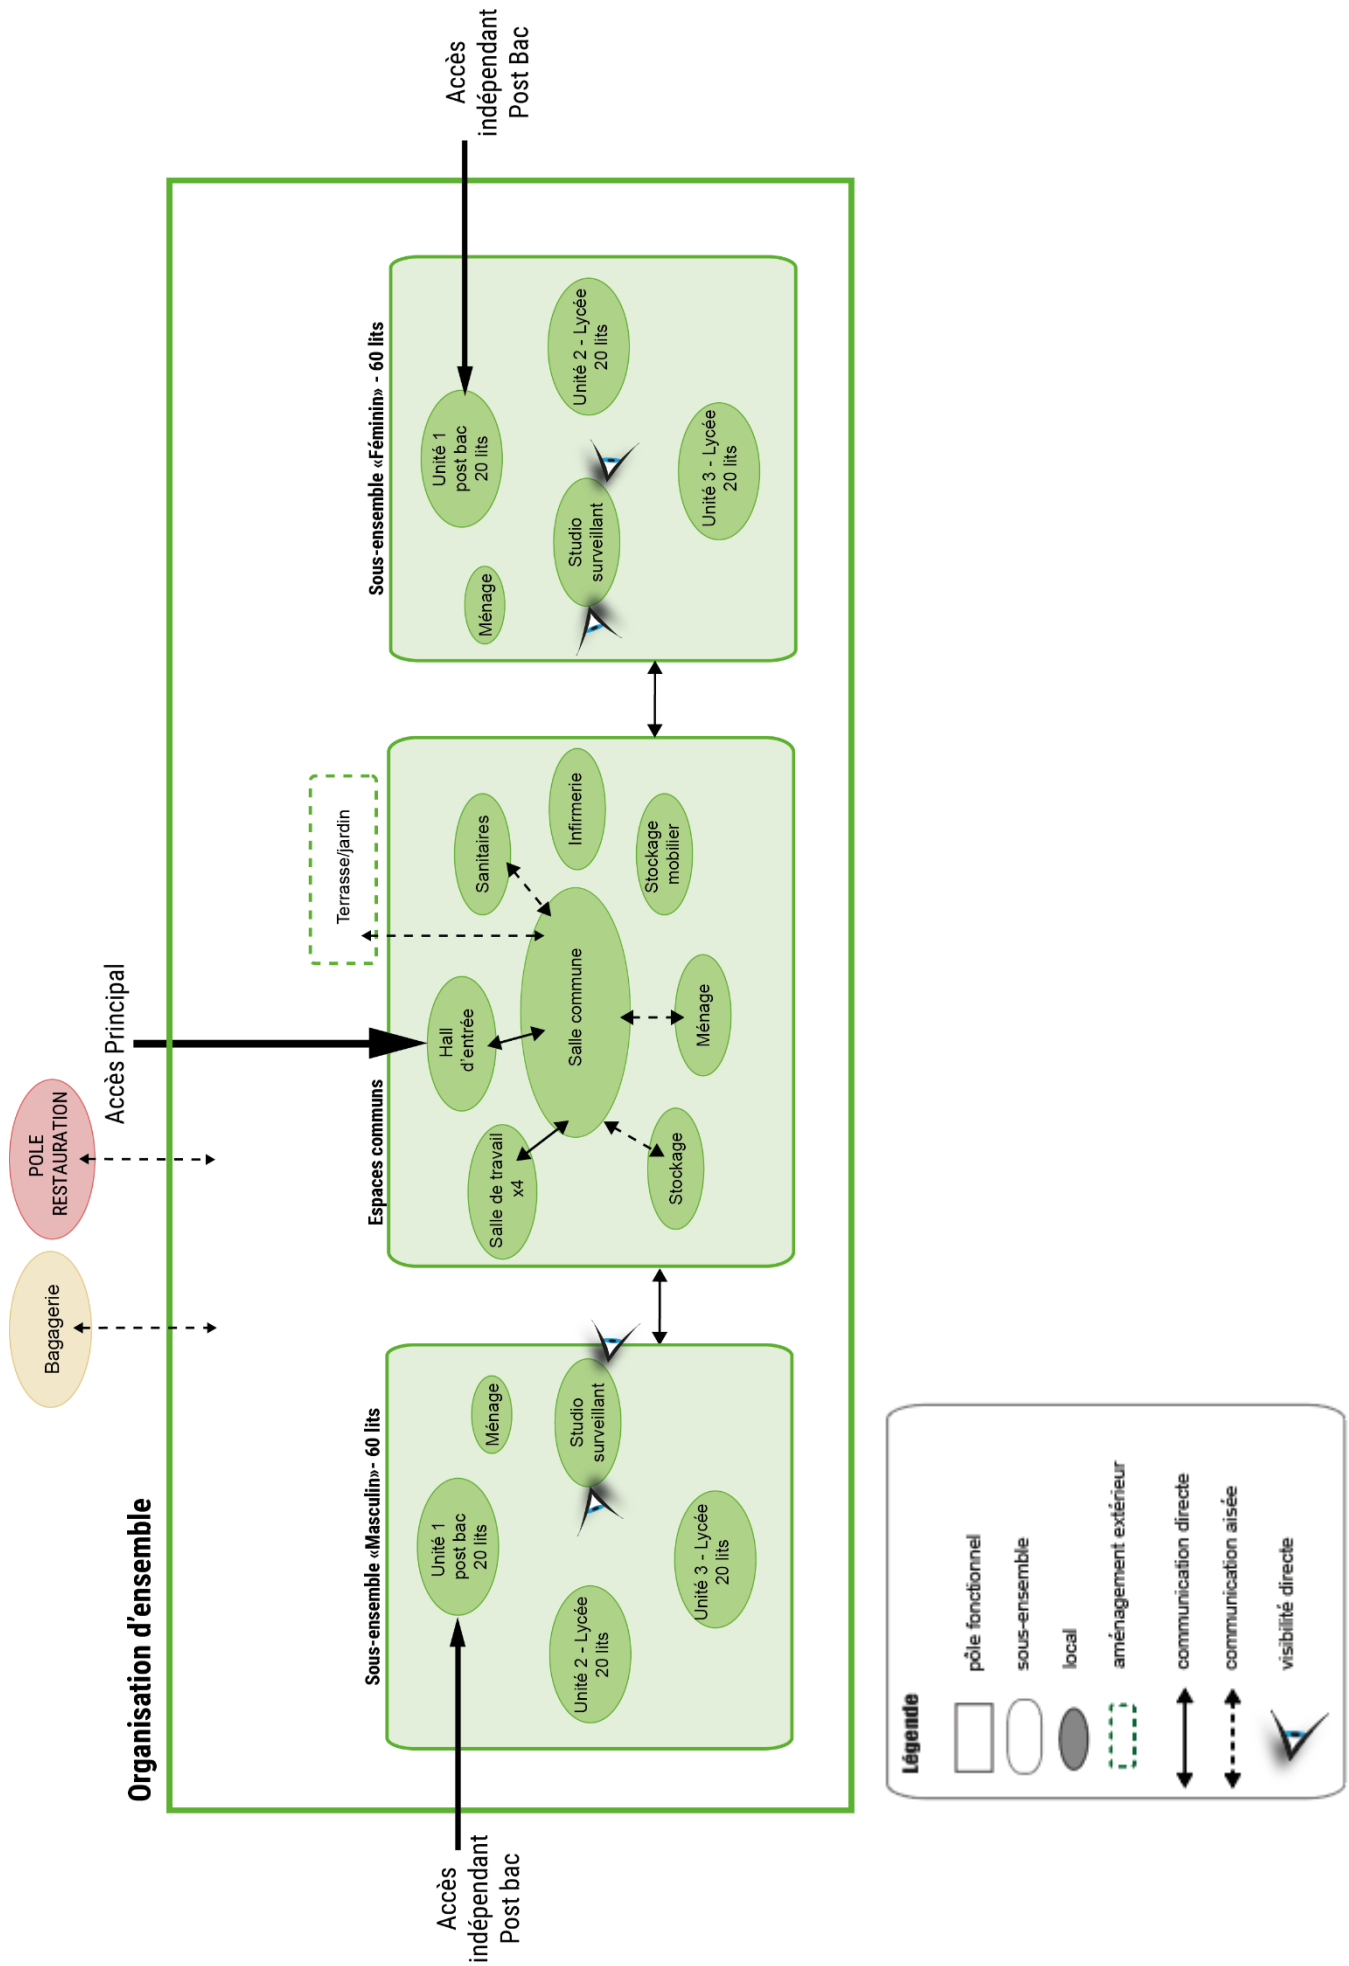 Organisation d'ensemble
Bagagerie
POLE
RESTAURATION
Accès Principal
Accès
indépendant
Post bac
Sous-ensemble «Masculin»- 60 lits
Unité 1
post bac
20 lits
Ménage
Unité 2 - Lycée
20 lits
Studio
surveillant
Unité 3 - Lycée
20 lits
Espaces communs
Terrasse/jardin
Salle de travail
x4
Hall
d'entrée
Sanitaires
Salle commune
Infirmerie
Stockage
Ménage
Stockage
mobilier
Sous-ensemble «Féminin» - 60 lits
Ménage
Unité 1
post bac
20 lits
Studio
surveillant
Unité 2 - Lycée
20 lits
Unité 3 - Lycée
20 lits
Accès
indépendant
Post Bac
Légende
pôle fonctionnel
sous-ensemble
local
aménagement extérieur
communication directe
communication aisée
visibilité directe